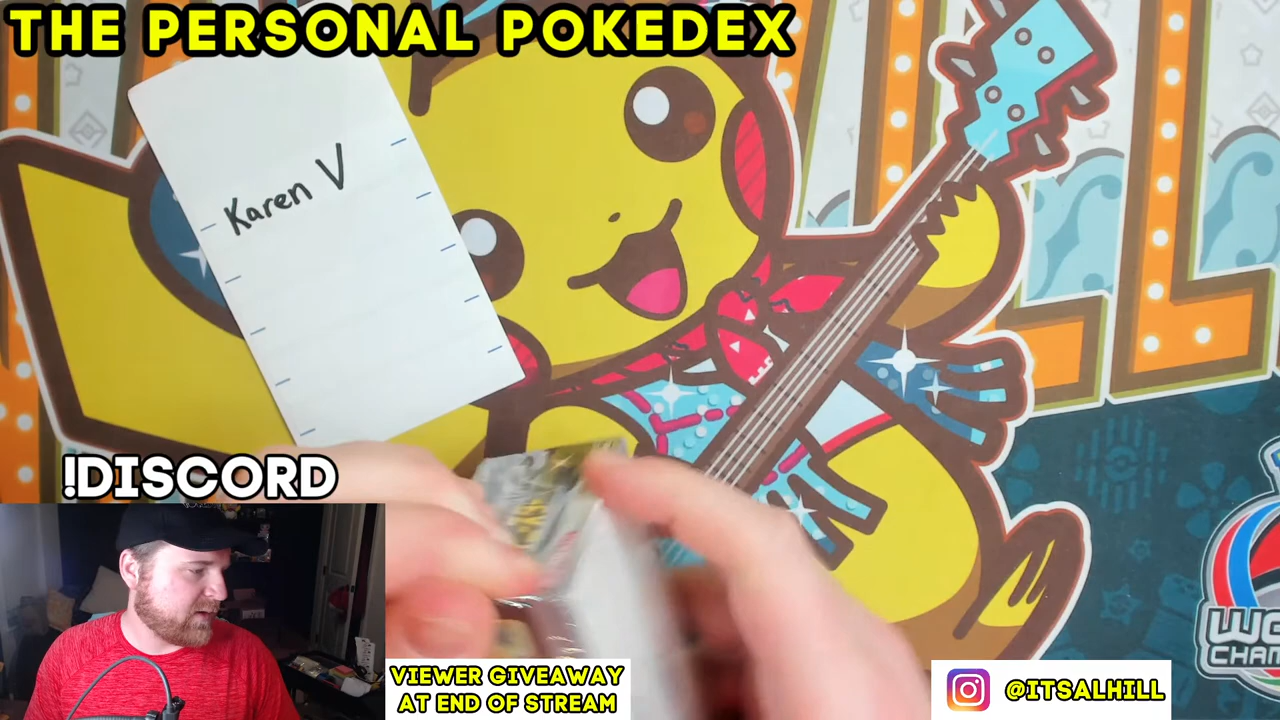 THE PERSONAL POKEDEX
Karen V
!DISCORD
VIEWER GIVEAWAY
AT END OF STREAM
@ITSALHILL